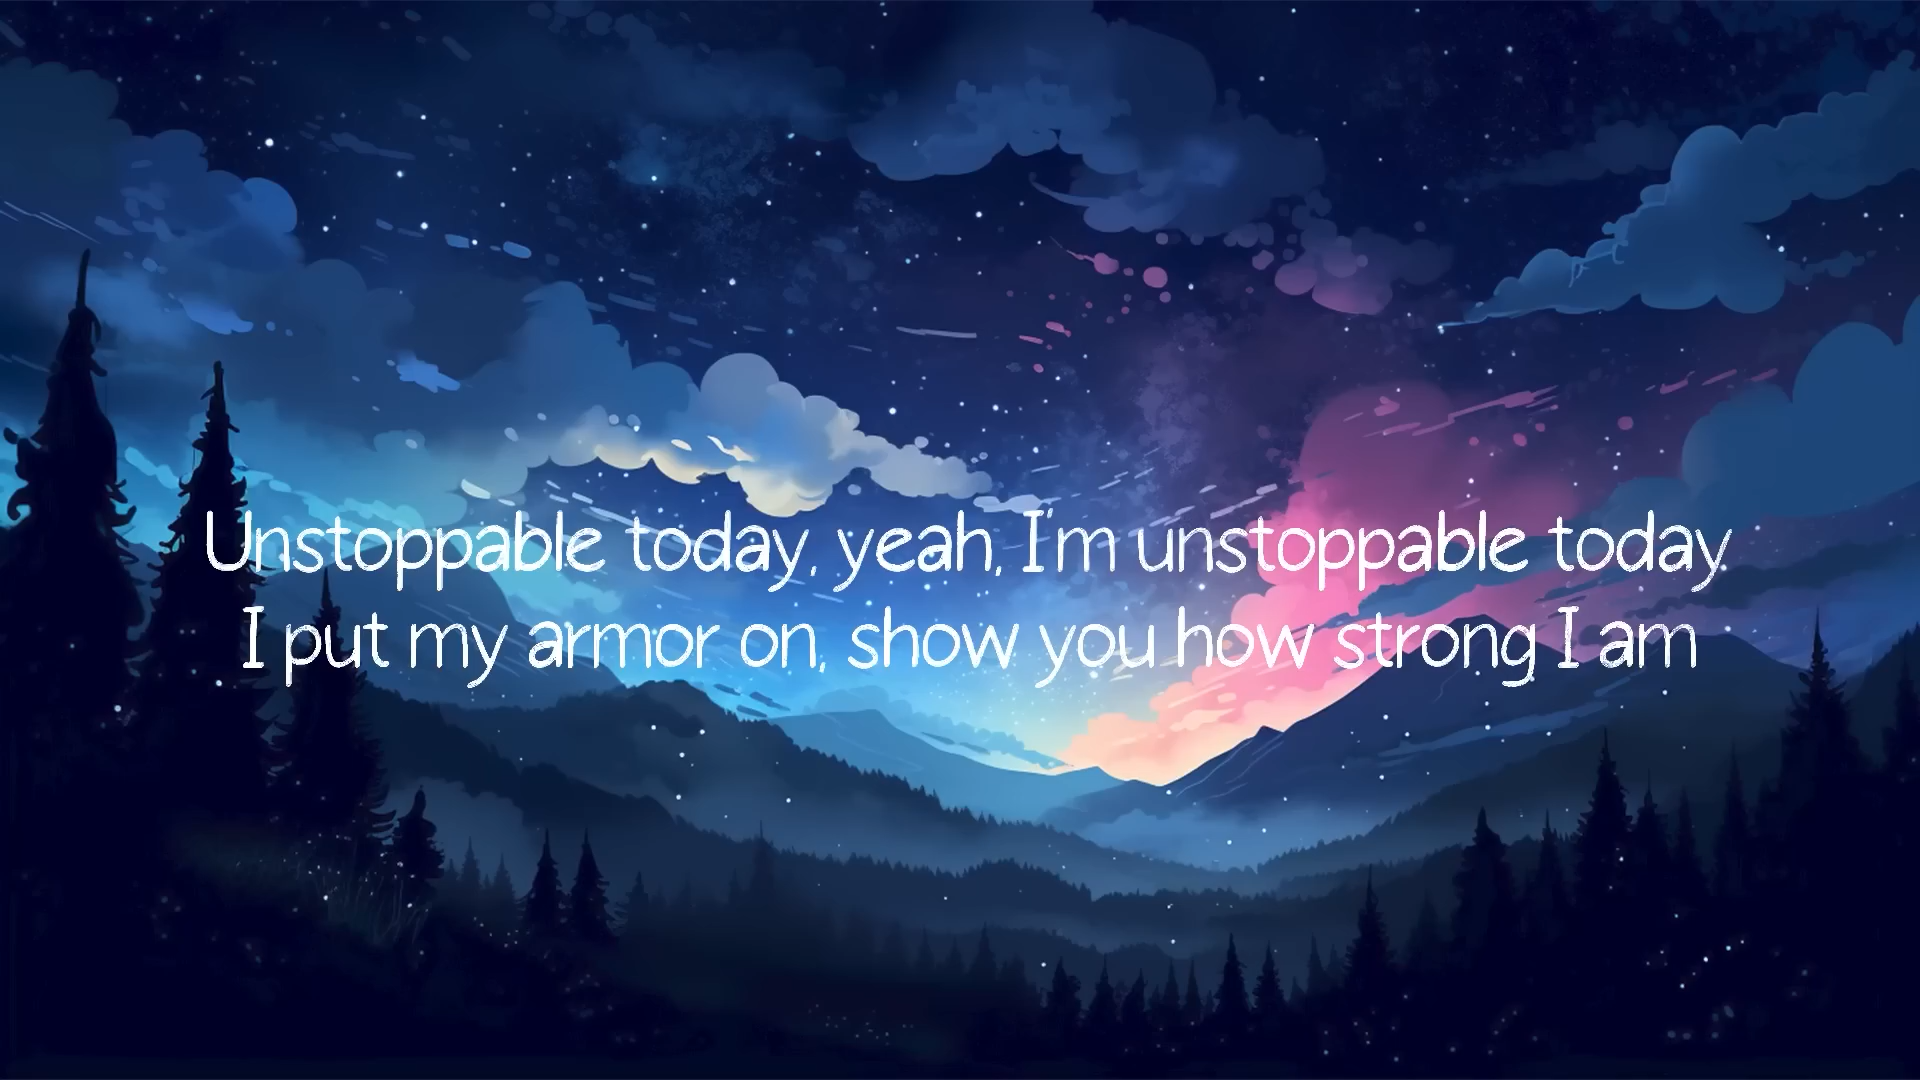 Unstoppable today, yeah, I'm unstoppable today
I put my armor on, show you how strong I am